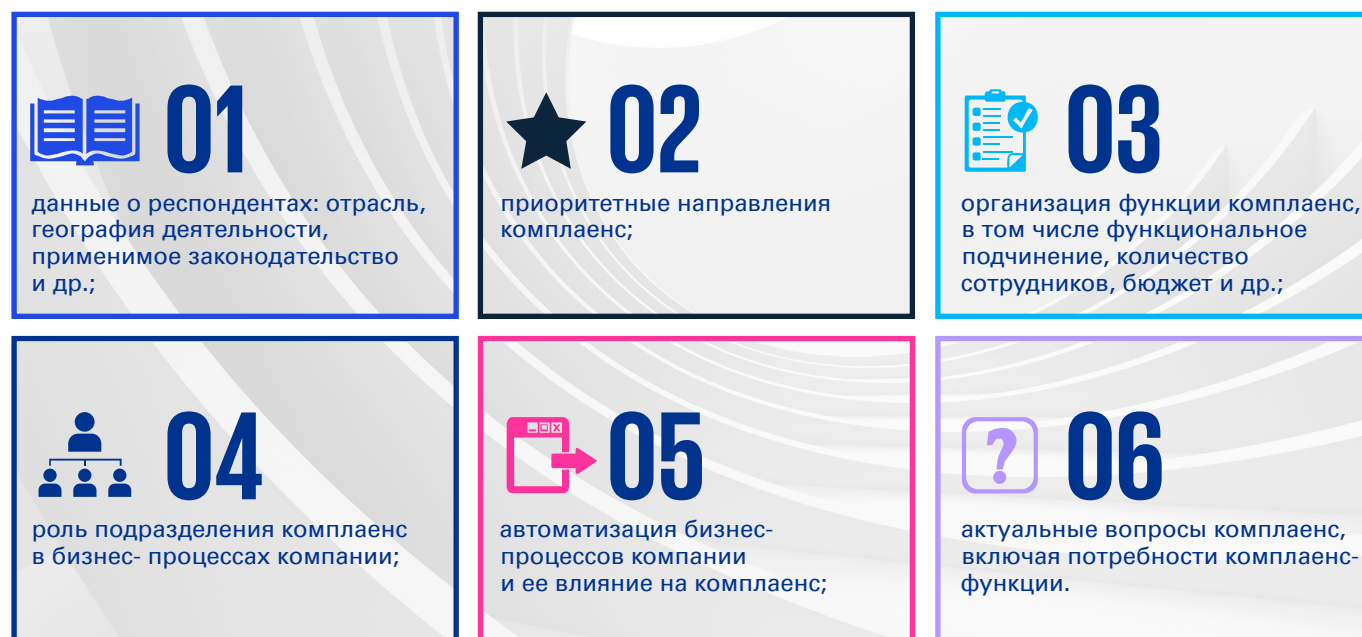 01
данные о респондентах: отрасль,
география деятельности,
применимое законодательство
и др.;
02
приоритетные направления
комплаенс;
03
организация функции комплаенс,
в том числе функциональное
подчинение, количество
сотрудников, бюджет и др.;
04
роль подразделения комплаенс
в бизнес- процессах компании;
05
автоматизация бизнес-
процессов компании
и ее влияние на комплаенс;
06
актуальные вопросы комплаенс,
включая потребности комплаенс-
функции.